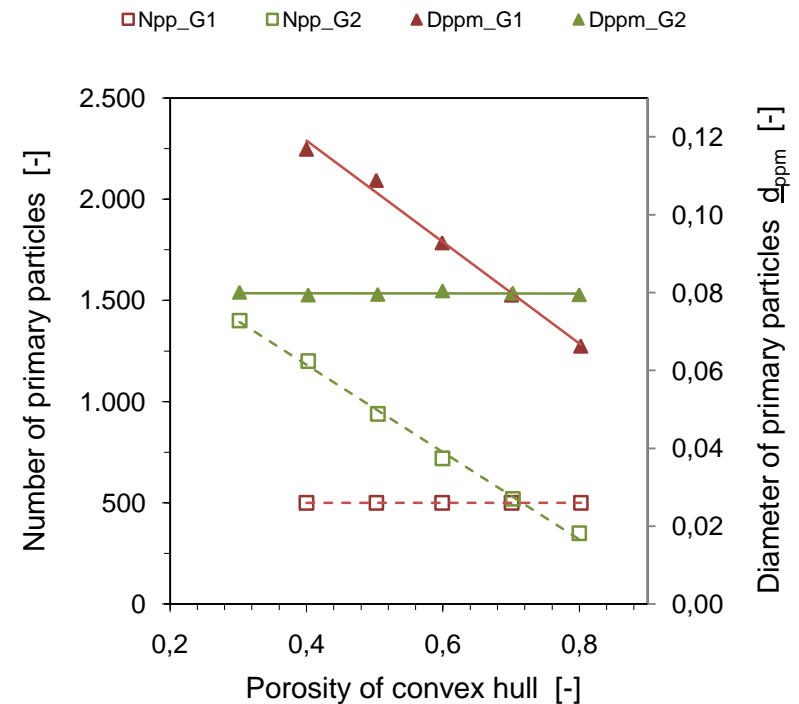 Npp_G1 Npp_G2 Dppm_G1 Dppm_G2
Number of primary particles [-]
2.500
2.000
1.500
1.000
500
0
0,12
0,10
0,08
0,06
0,04
0,02
0,00
Diameter of primary particles d_ppm [-]
0,2 0,4 0,6 0,8
Porosity of convex hull [-]